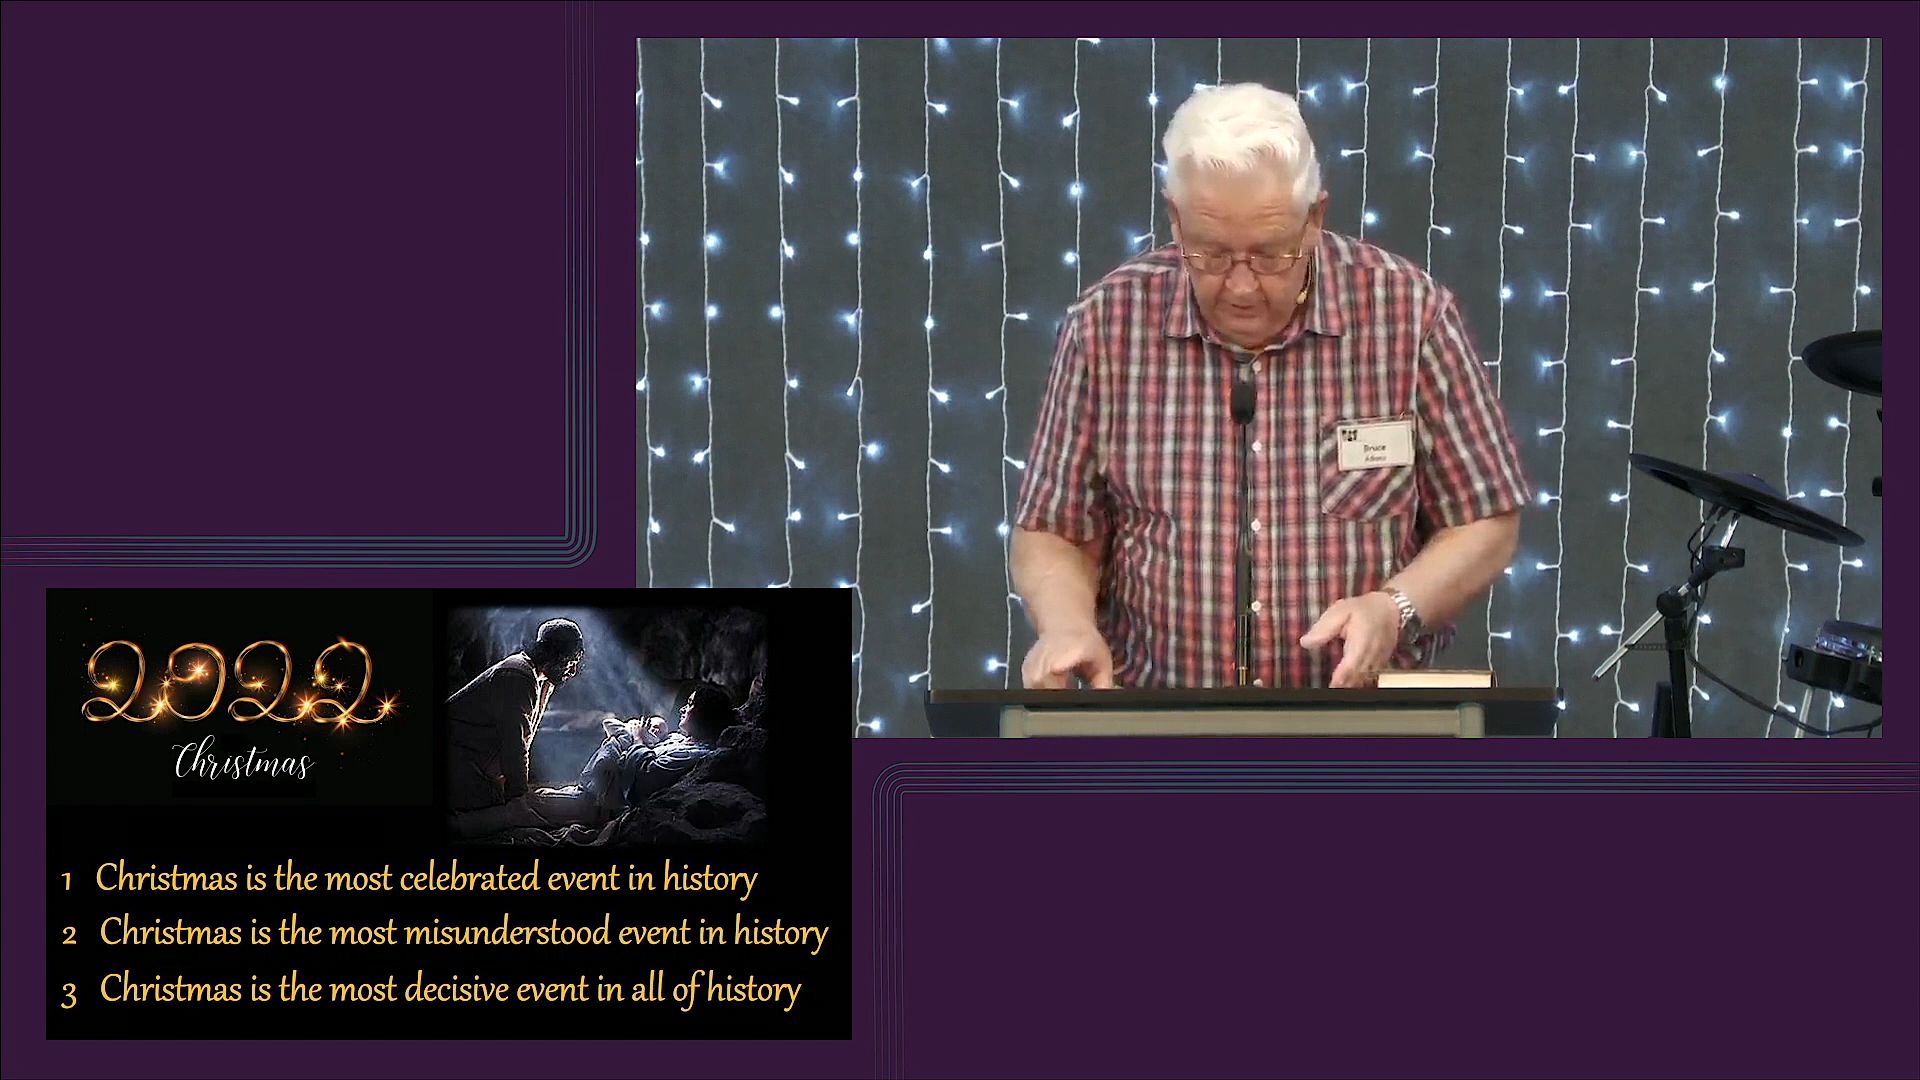 Bruce
2022
Christmas
1 Christmas is the most celebrated event in history
2 Christmas is the most misunderstood event in history
3 Christmas is the most decisive event in all of history